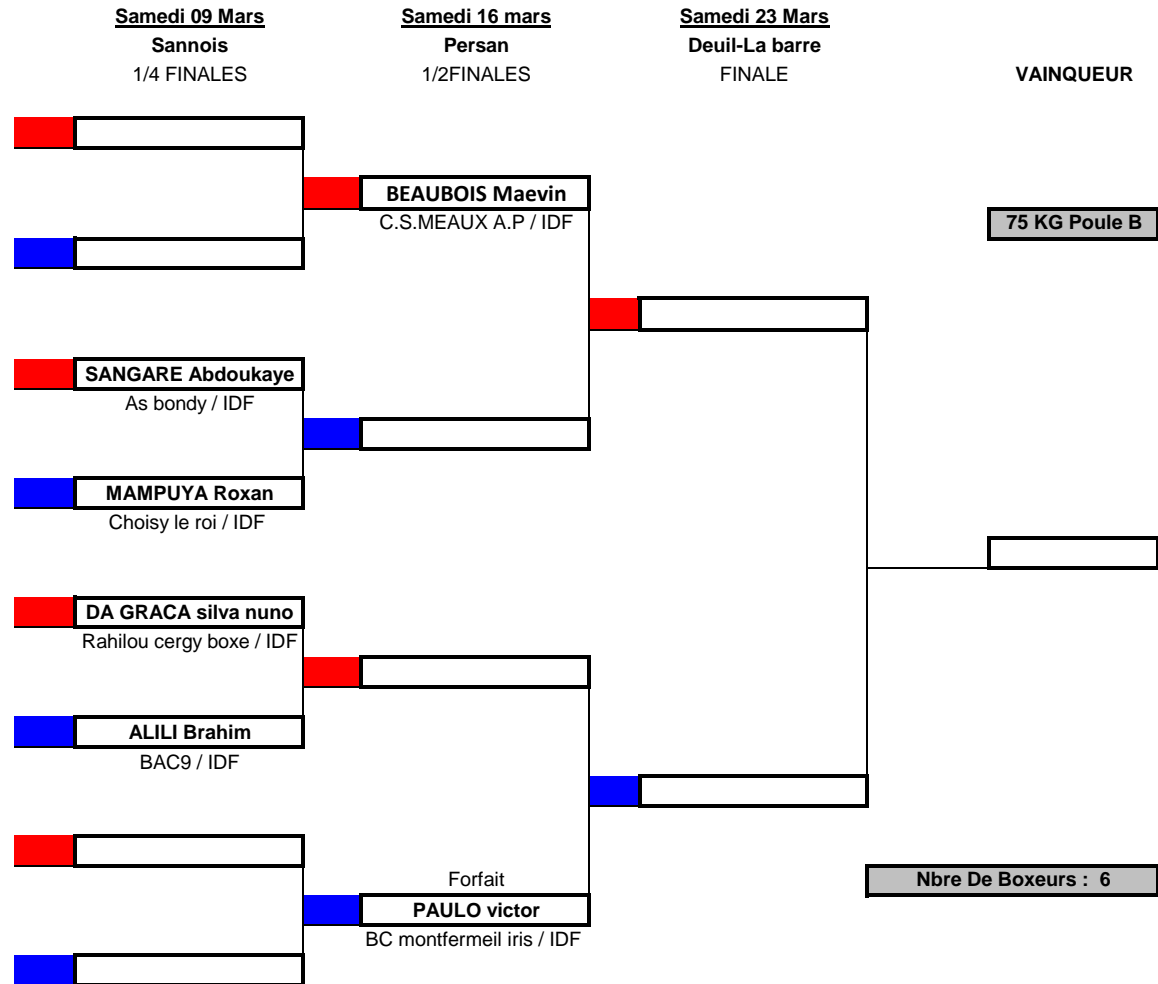 Samedi 09 Mars
Samedi 16 mars
Samedi 23 Mars
Sannois
Persan
Deuil-La barre
1/4 FINALES
1/2FINALES
FINALE
VAINQUEUR
BEAUBOIS Maevin
C.S.MEAUX A.P / IDF
75 KG Poule B
SANGARE Abdoukaye
As bondy / IDF
MAMPUYA Roxan
Choisy le roi / IDF
DA GRACA silva nuno
Rahilou cergy boxe / IDF
ALILI Brahim
BAC9 / IDF
Forfait
PAULO victor
BC montfermeil iris / IDF
Nbre De Boxeurs : 6